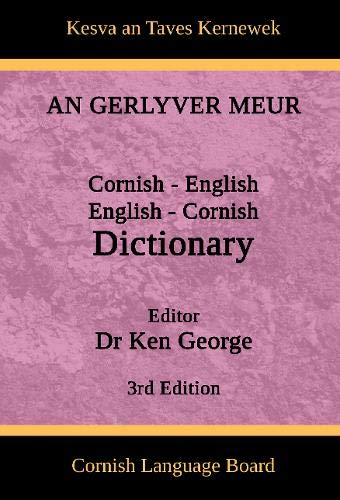 Kesva an Taves Kernewek
AN GERLYVER MEUR
Cornish - English
English - Cornish
Dictionary
Editor
Dr Ken George
3rd Edition
Cornish Language Board